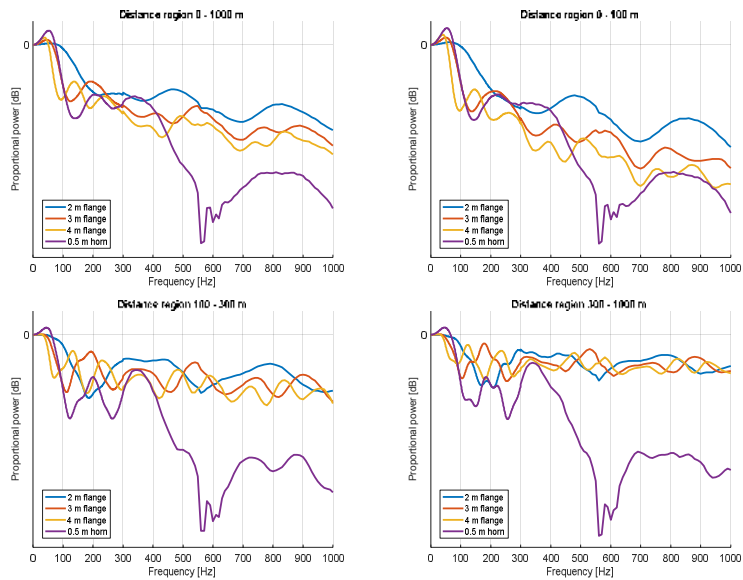 Distance region 0 - 1000 m
0
Proportional power [dB]
2 m flange
3 m flange
4 m flange
0.5 m horn
0 100 200 300 400 500 600 700 800 900 1000
Frequency [Hz]
Distance region 0 - 100 m
0
Proportional power [dB]
2 m flange
3 m flange
4 m flange
0.5 m horn
0 100 200 300 400 500 600 700 800 900 1000
Frequency [Hz]
Distance region 100 - 300 m
0
Proportional power [dB]
2 m flange
3 m flange
4 m flange
0.5 m horn
0 100 200 300 400 500 600 700 800 900 1000
Frequency [Hz]
Distance region 300 - 1000 m
0
Proportional power [dB]
2 m flange
3 m flange
4 m flange
0.5 m horn
0 100 200 300 400 500 600 700 800 900 1000
Frequency [Hz]